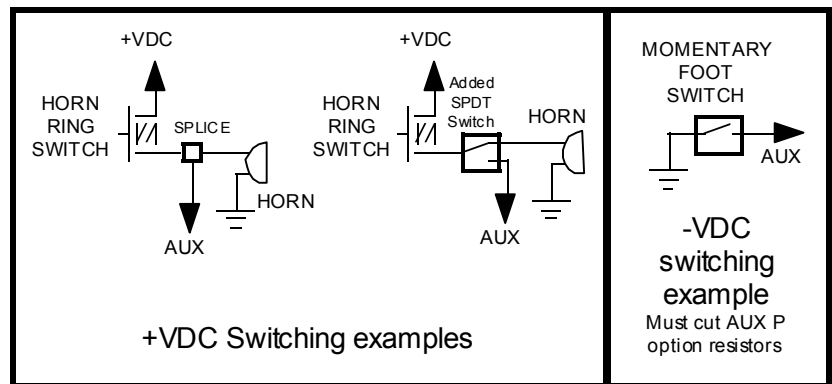 +VDC
HORN
RING
SWITCH
SPLICE
HORN
AUX
+VDC
HORN
RING
SWITCH
Added
SPDT
Switch
HORN
AUX
+VDC Switching examples
MOMENTARY
FOOT
SWITCH
AUX
-VDC
switching
example
Must cut AUX P
option resistors